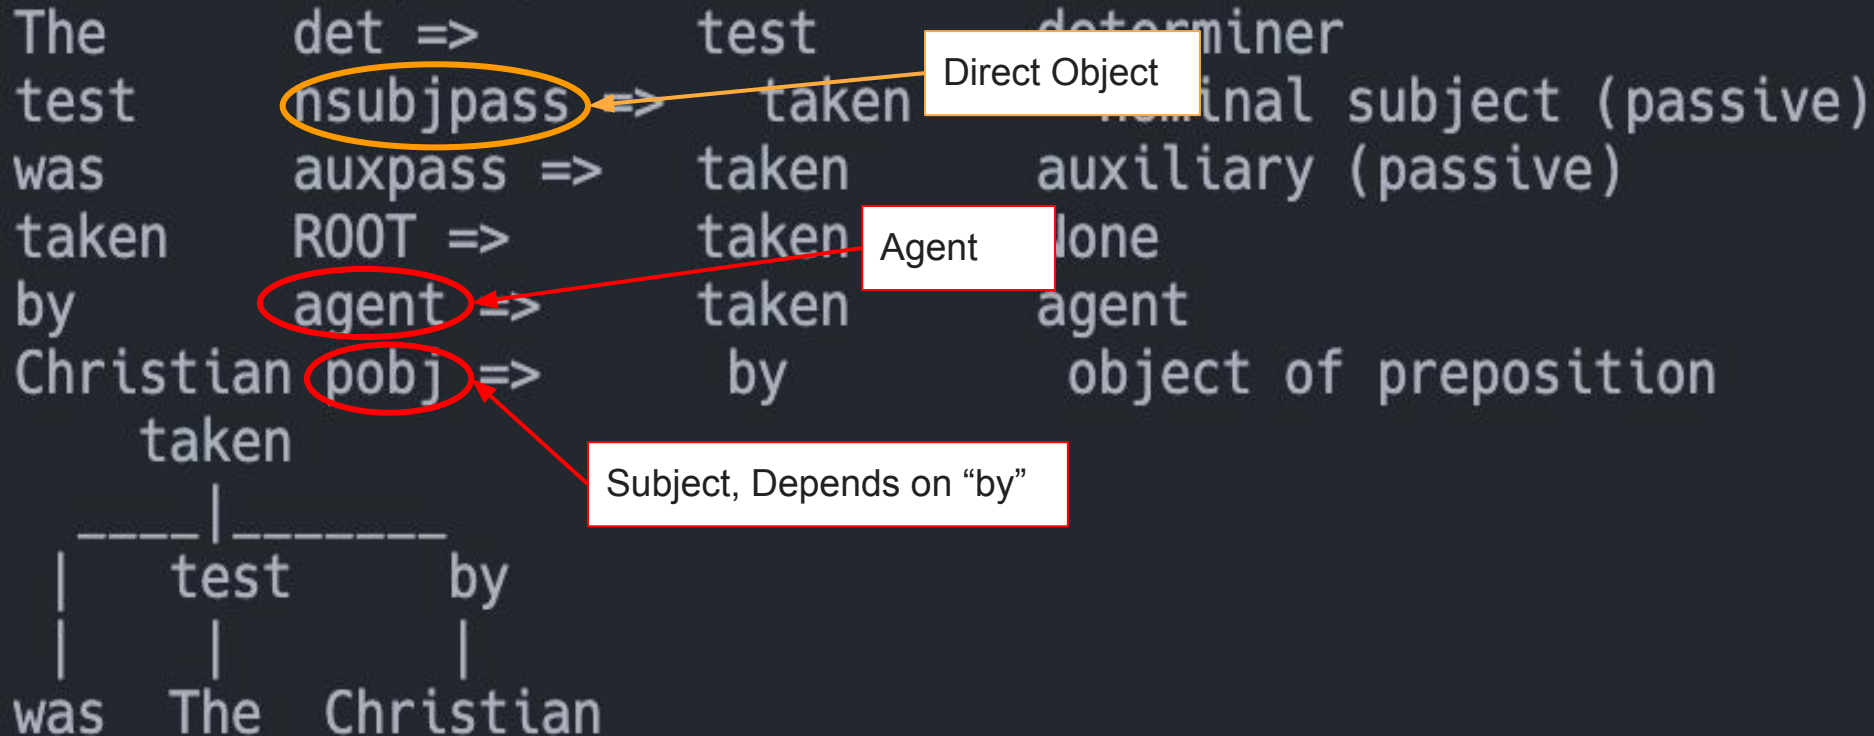 The det => test determiner
Direct Object
test nsubjpass => taken nominal subject (passive)
was auxpass => taken auxiliary (passive)
taken ROOT => taken None
Agent
by agent => taken agent
Christian pobj => by object of preposition
taken
Subject, Depends on “by”
____|_______
| test by
| | |
was The Christian